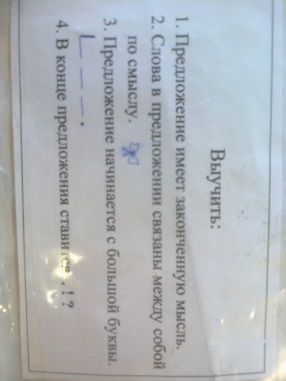 Выучить:
1. Предложение имеет законченную мысль.
2. Слова в предложении связаны между собой
по смыслу.
3. Предложение начинается с большой буквы.
4. В конце предложения ставится . ! ?